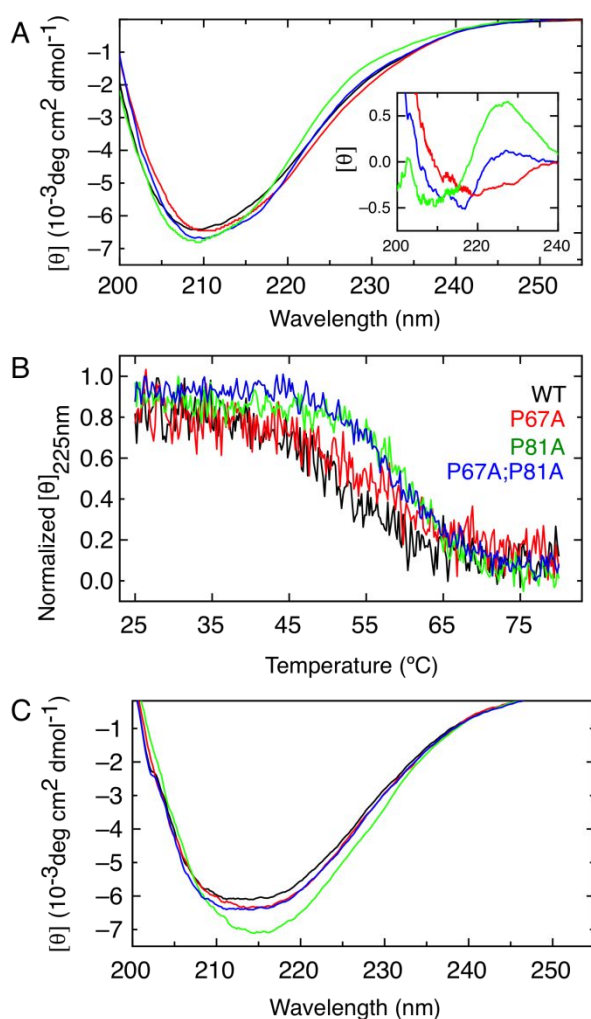 A
[θ] (10⁻³deg cm² dmol⁻¹)
−1
−2
−3
−4
−5
−6
−7
200 210 220 230 240 250
Wavelength (nm)
[θ]
0.5
0.0
-0.5
200 220 240
B
Normalized [θ]225nm
1.0
0.8
0.6
0.4
0.2
0.0
25 35 45 55 65 75
Temperature (ºC)
WT
P67A
P81A
P67A;P81A
C
[θ] (10⁻³deg cm² dmol⁻¹)
−1
−2
−3
−4
−5
−6
−7
200 210 220 230 240 250
Wavelength (nm)